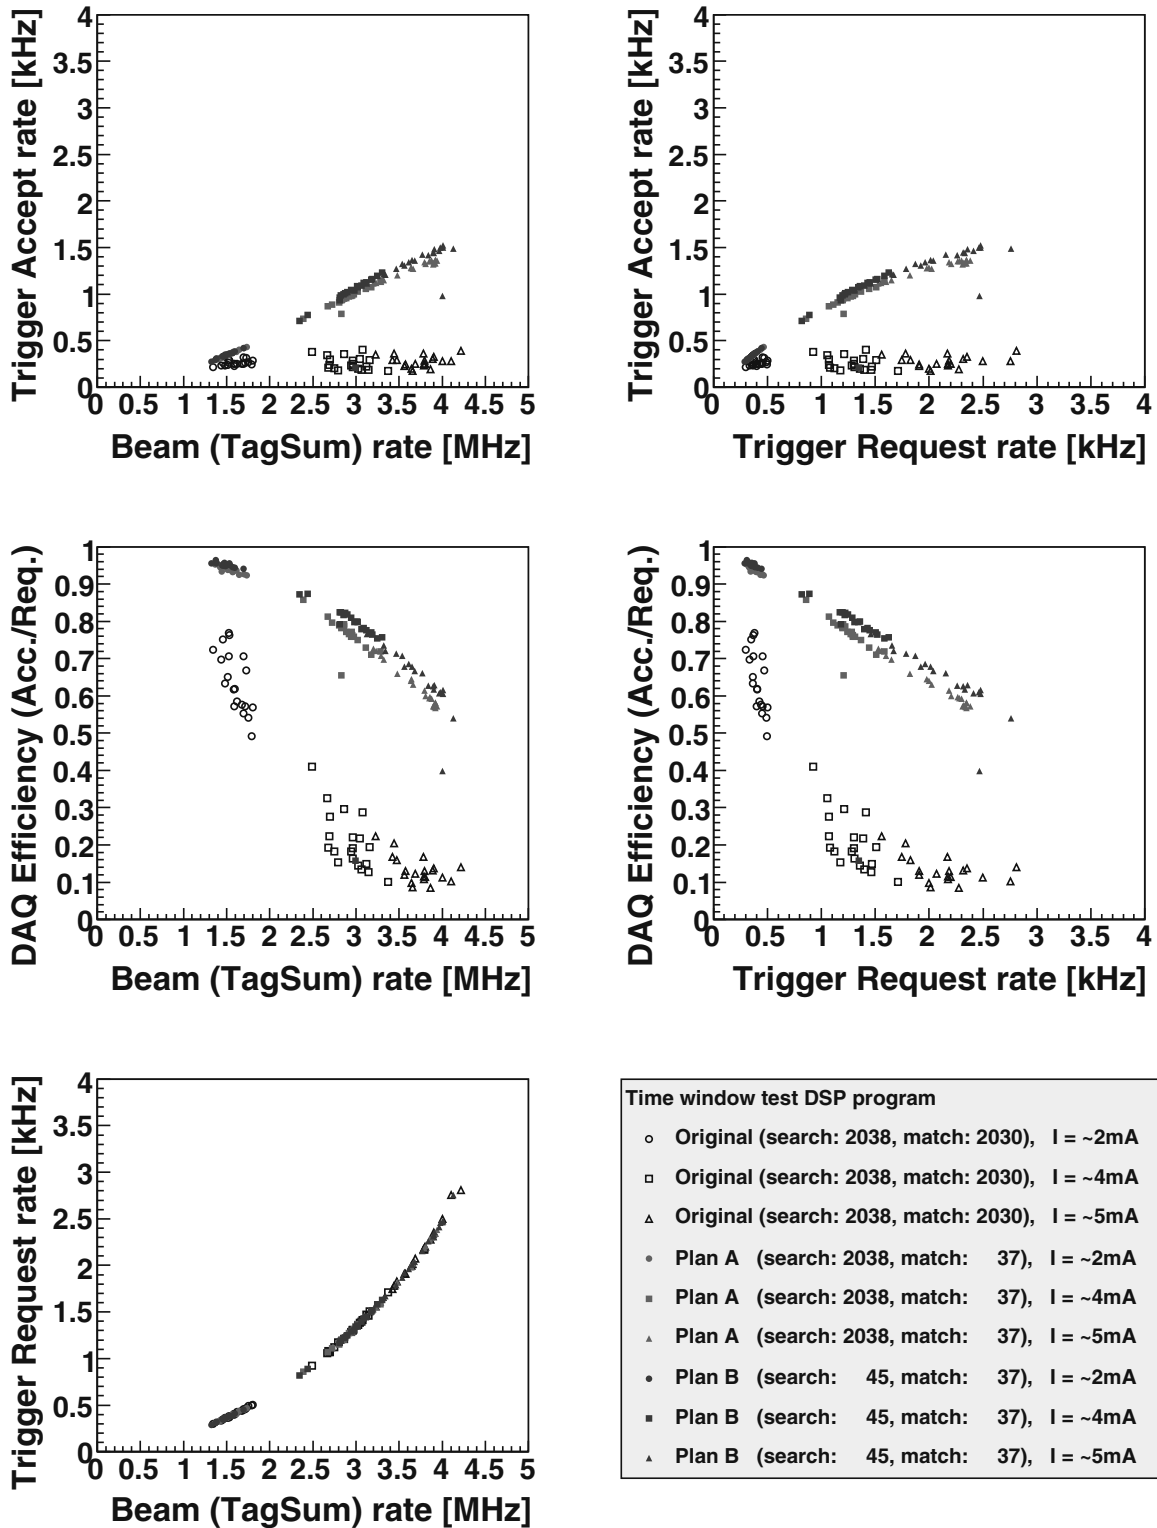 Trigger Accept rate [kHz]
4
3.5
3
2.5
2
1.5
1
0.5
0
0 0.5 1 1.5 2 2.5 3 3.5 4 4.5 5
Beam (TagSum) rate [MHz]
Trigger Accept rate [kHz]
4
3.5
3
2.5
2
1.5
1
0.5
0
0 0.5 1 1.5 2 2.5 3 3.5 4
Trigger Request rate [kHz]
DAQ Efficiency (Acc./Req.)
1
0.9
0.8
0.7
0.6
0.5
0.4
0.3
0.2
0.1
0
0 0.5 1 1.5 2 2.5 3 3.5 4 4.5 5
Beam (TagSum) rate [MHz]
DAQ Efficiency (Acc./Req.)
1
0.9
0.8
0.7
0.6
0.5
0.4
0.3
0.2
0.1
0
0 0.5 1 1.5 2 2.5 3 3.5 4
Trigger Request rate [kHz]
Trigger Request rate [kHz]
4
3.5
3
2.5
2
1.5
1
0.5
0
0 0.5 1 1.5 2 2.5 3 3.5 4 4.5 5
Beam (TagSum) rate [MHz]
Time window test DSP program
Original (search: 2038, match: 2030), I = ~2mA
Original (search: 2038, match: 2030), I = ~4mA
Original (search: 2038, match: 2030), I = ~5mA
Plan A (search: 2038, match: 37), I = ~2mA
Plan A (search: 2038, match: 37), I = ~4mA
Plan A (search: 2038, match: 37), I = ~5mA
Plan B (search: 45, match: 37), I = ~2mA
Plan B (search: 45, match: 37), I = ~4mA
Plan B (search: 45, match: 37), I = ~5mA